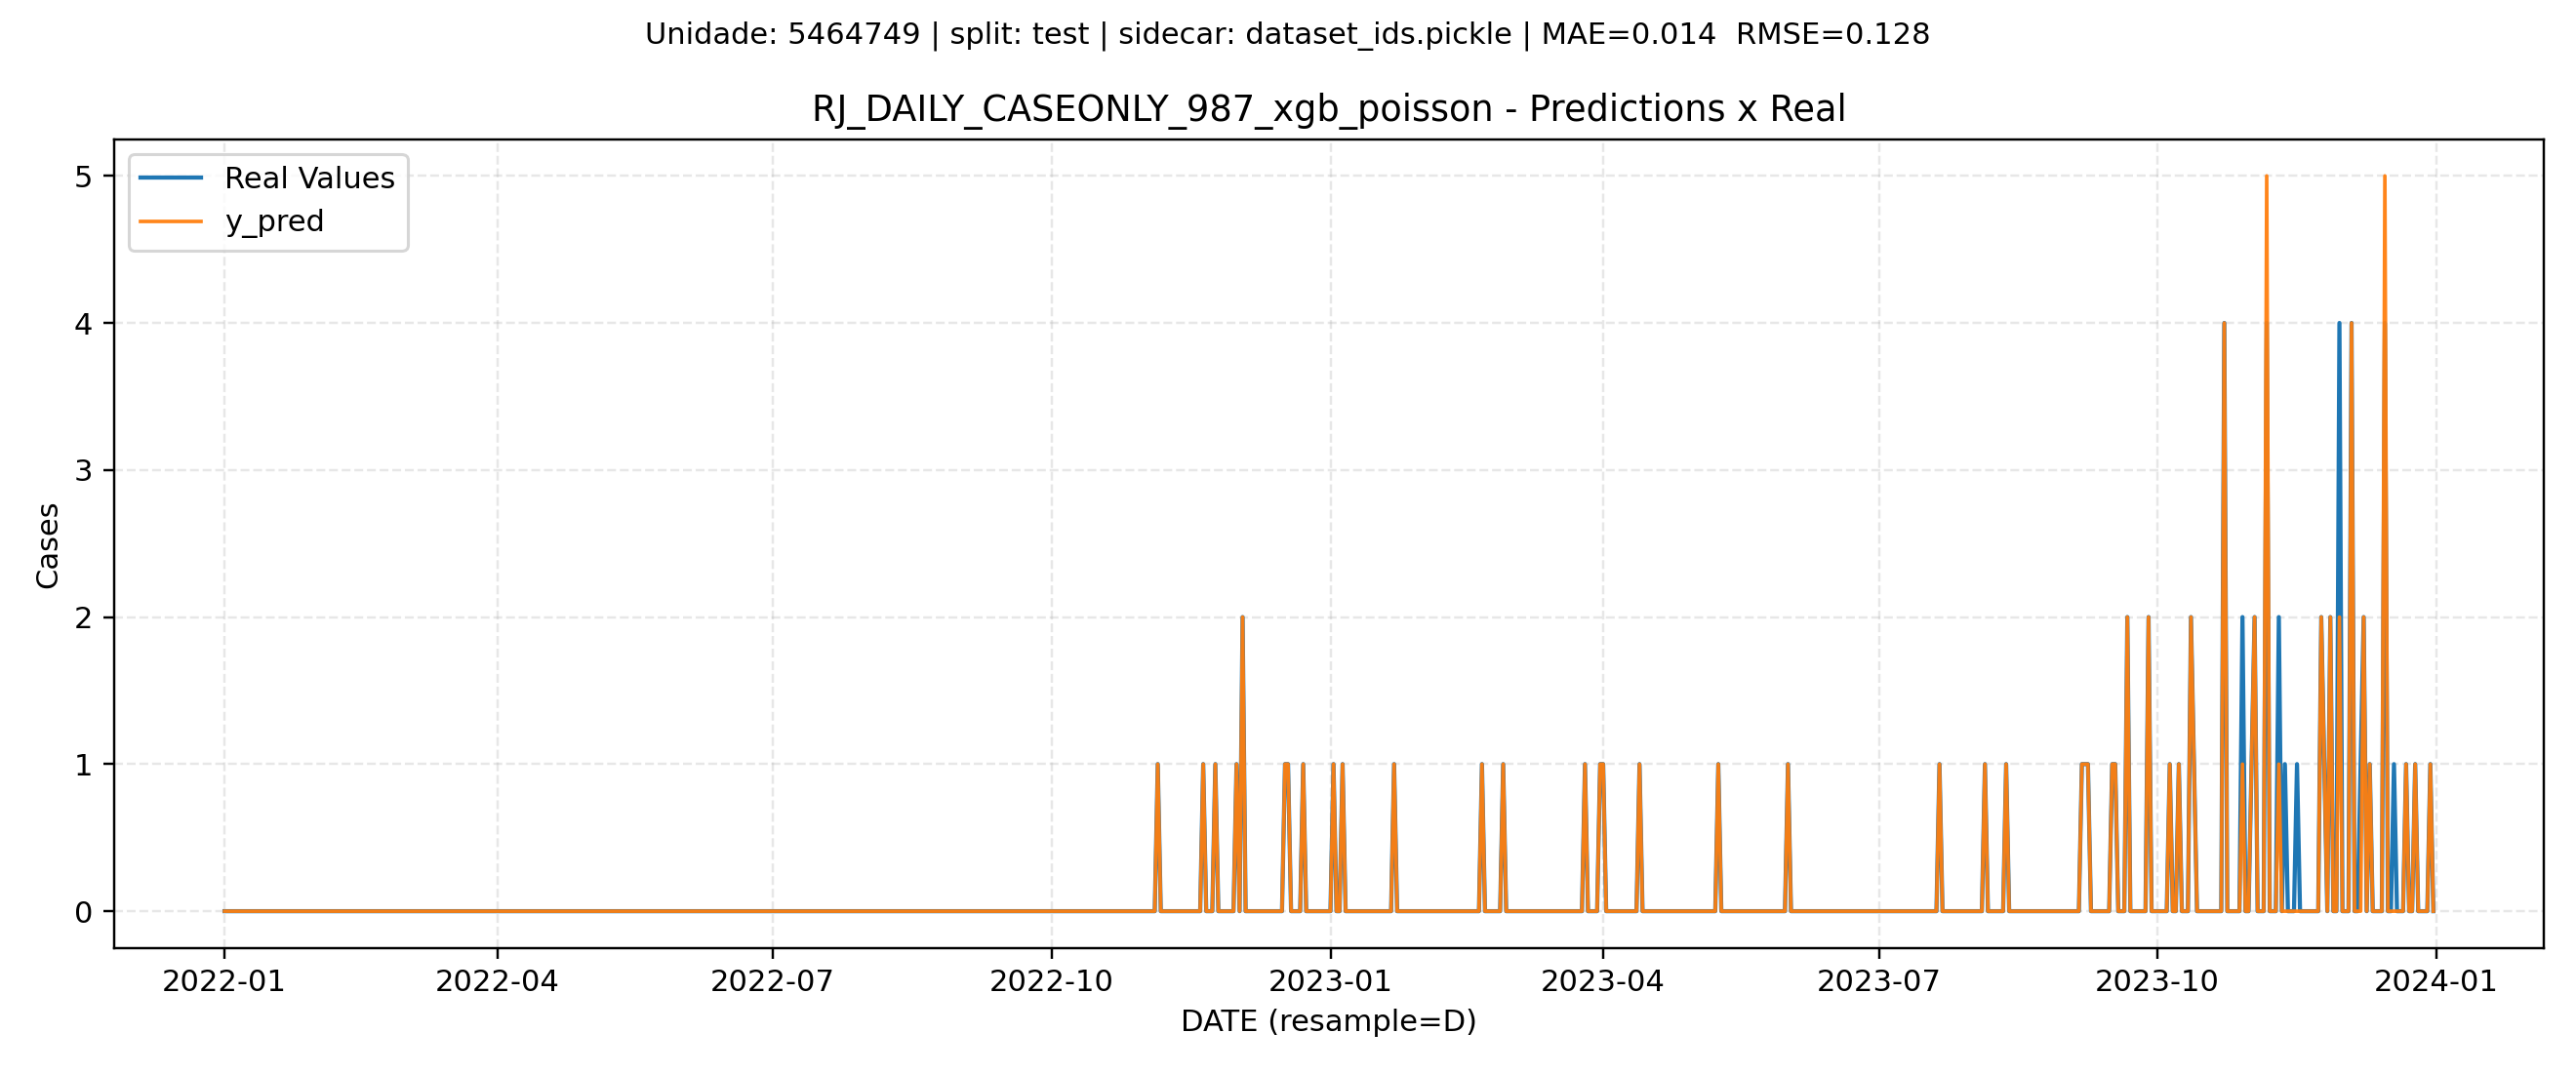 Unidade: 5464749 | split: test | sidecar: dataset_ids.pickle | MAE=0.014  RMSE=0.128
RJ_DAILY_CASEONLY_987_xgb_poisson - Predictions x Real
Real Values
y_pred
5
4
3
2
1
0
Cases
2022-01
2022-04
2022-07
2022-10
2023-01
2023-04
2023-07
2023-10
2024-01
DATE (resample=D)